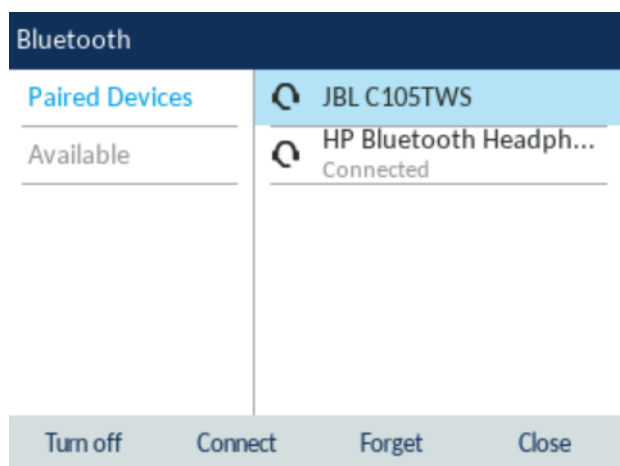 Bluetooth
Paired Devices
Available
JBL C105TWS
HP Bluetooth Headph...
Connected
Turn off Connect Forget Close